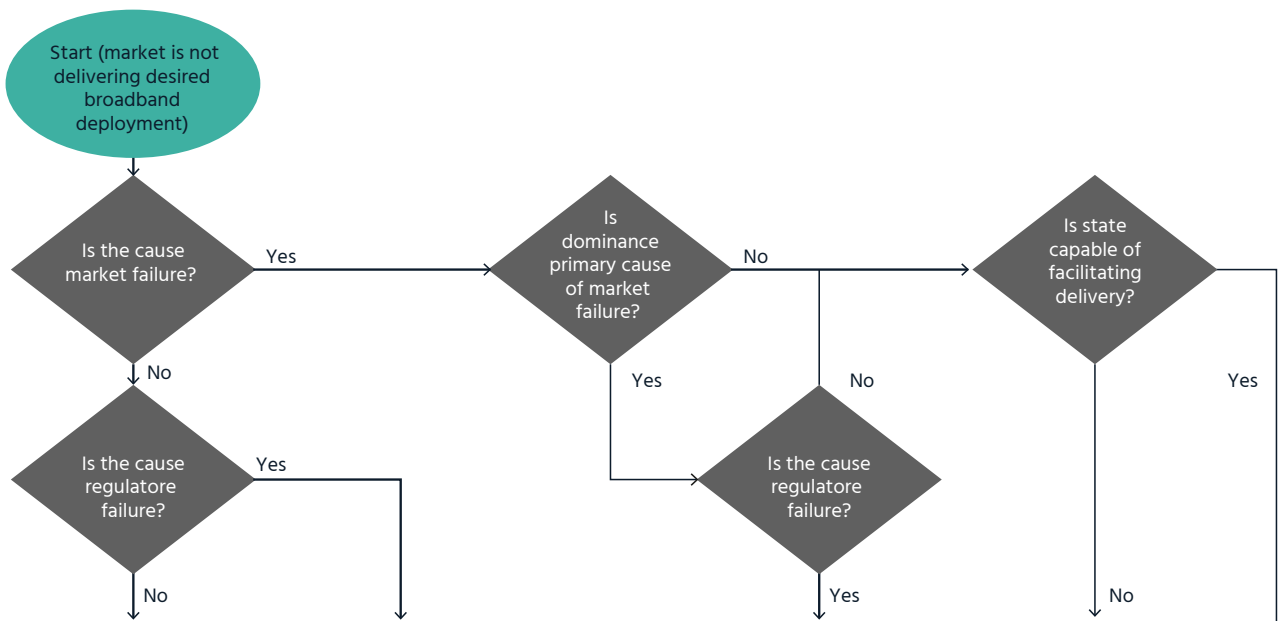 Start (market is not
delivering desired
broadband
deployment)
Is the cause
market failure?
Yes
Is
dominance
primary cause
of market
failure?
No
Is state
capable of
facilitating
delivery?
No
Yes
No
Yes
Is the cause
regulatore
failure?
Yes
Is the cause
regulatore
failure?
No
Yes
No